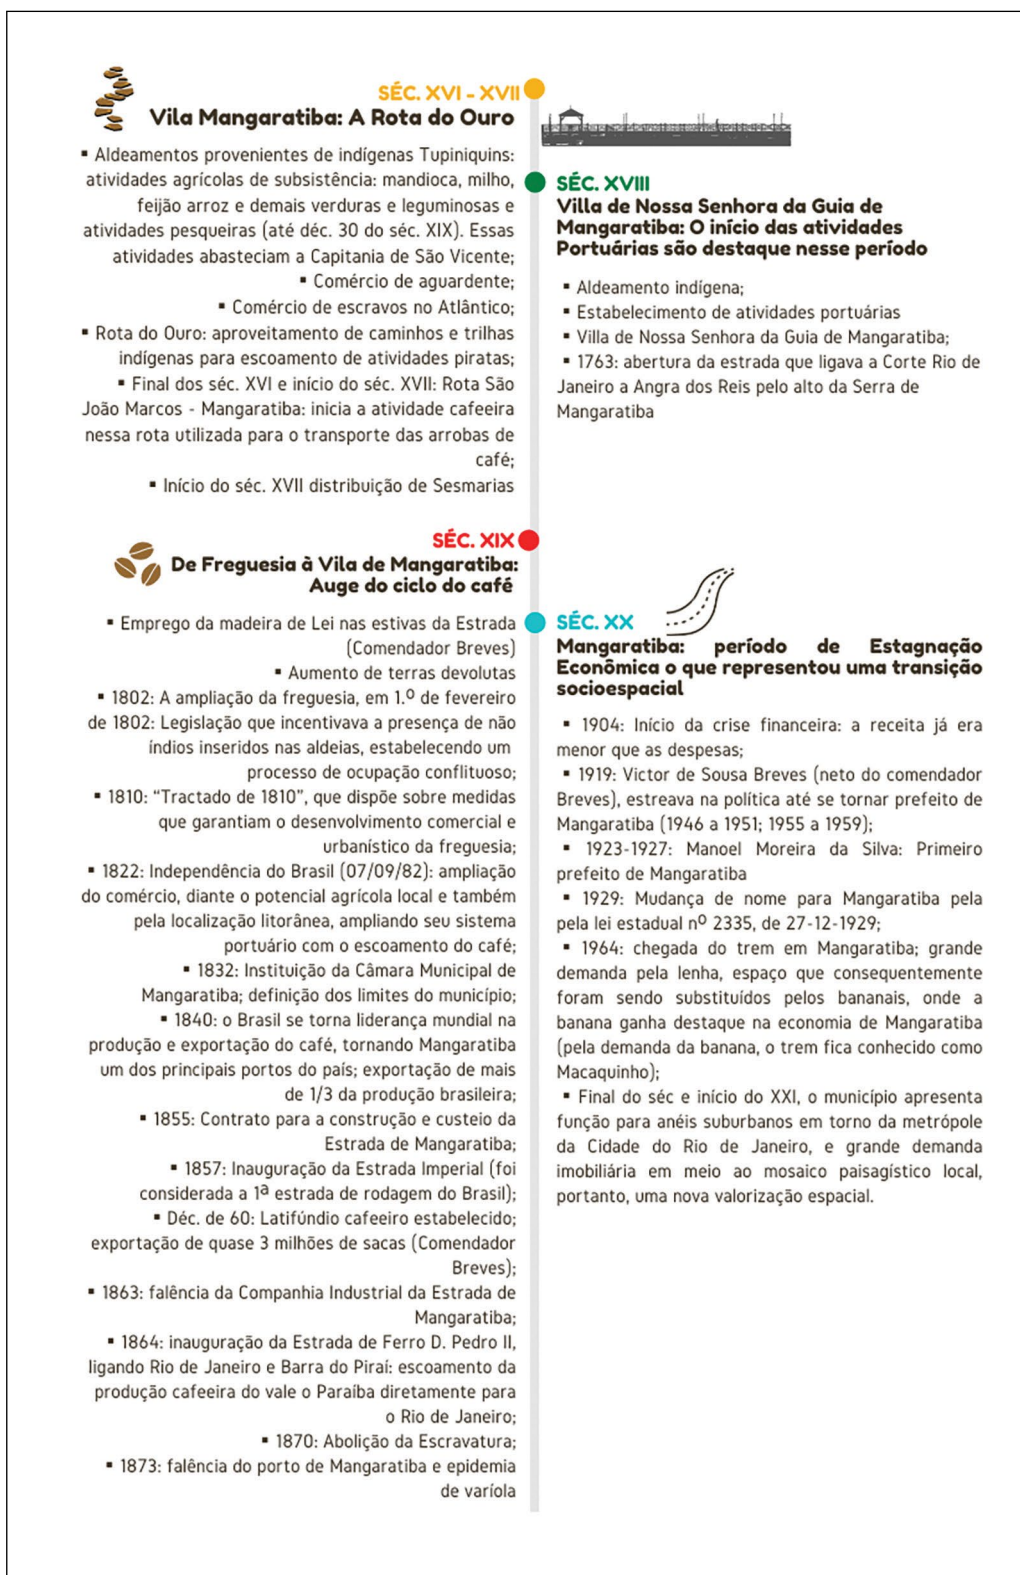 SÉC. XVI - XVII
Vila Mangaratiba: A Rota do Ouro
▪ Aldeamentos provenientes de indígenas Tupiniquins:
atividades agrícolas de subsistência: mandioca, milho,
feijão arroz e demais verduras e leguminosas e
atividades pesqueiras (até déc. 30 do séc. XIX). Essas
atividades abasteciam a Capitania de São Vicente;
▪ Comércio de aguardente;
▪ Comércio de escravos no Atlântico;
▪ Rota do Ouro: aproveitamento de caminhos e trilhas
indígenas para escoamento de atividades piratas;
▪ Final dos séc. XVI e início do séc. XVII: Rota São
João Marcos - Mangaratiba: inicia a atividade cafeeira
nessa rota utilizada para o transporte das arrobas de
café;
▪ Início do séc. XVII distribuição de Sesmarias
SÉC. XVIII
Villa de Nossa Senhora da Guia de
Mangaratiba: O início das atividades
Portuárias são destaque nesse período
▪ Aldeamento indígena;
▪ Estabelecimento de atividades portuárias
▪ Villa de Nossa Senhora da Guia de Mangaratiba;
▪ 1763: abertura da estrada que ligava a Corte Rio de
Janeiro a Angra dos Reis pelo alto da Serra de
Mangaratiba
SÉC. XIX
De Freguesia à Vila de Mangaratiba:
Auge do ciclo do café
▪ Emprego da madeira de Lei nas estivas da Estrada
(Comendador Breves)
▪ Aumento de terras devolutas
▪ 1802: A ampliação da freguesia, em 1.º de fevereiro
de 1802: Legislação que incentivava a presença de não
índios inseridos nas aldeias, estabelecendo um
processo de ocupação conflituoso;
▪ 1810: “Tractado de 1810”, que dispõe sobre medidas
que garantiam o desenvolvimento comercial e
urbanístico da freguesia;
▪ 1822: Independência do Brasil (07/09/82): ampliação
do comércio, diante o potencial agrícola local e também
pela localização litorânea, ampliando seu sistema
portuário com o escoamento do café;
▪ 1832: Instituição da Câmara Municipal de
Mangaratiba; definição dos limites do município;
▪ 1840: o Brasil se torna liderança mundial na
produção e exportação do café, tornando Mangaratiba
um dos principais portos do país; exportação de mais
de 1/3 da produção brasileira;
▪ 1855: Contrato para a construção e custeio da
Estrada de Mangaratiba;
▪ 1857: Inauguração da Estrada Imperial (foi
considerada a 1ª estrada de rodagem do Brasil);
▪ Déc. de 60: Latifúndio cafeeiro estabelecido;
exportação de quase 3 milhões de sacas (Comendador
Breves);
▪ 1863: falência da Companhia Industrial da Estrada de
Mangaratiba;
▪ 1864: inauguração da Estrada de Ferro D. Pedro II,
ligando Rio de Janeiro e Barra do Piraí: escoamento da
produção cafeeira do vale o Paraíba diretamente para
o Rio de Janeiro;
▪ 1870: Abolição da Escravatura;
▪ 1873: falência do porto de Mangaratiba e epidemia
de varíola
SÉC. XX
Mangaratiba: período de Estagnação
Econômica o que representou uma transição
socioespacial
▪ 1904: Início da crise financeira: a receita já era
menor que as despesas;
▪ 1919: Victor de Sousa Breves (neto do comendador
Breves), estreava na política até se tornar prefeito de
Mangaratiba (1946 a 1951; 1955 a 1959);
▪ 1923-1927: Manoel Moreira da Silva: Primeiro
prefeito de Mangaratiba
▪ 1929: Mudança de nome para Mangaratiba pela
pela lei estadual nº 2335, de 27-12-1929;
▪ 1964: chegada do trem em Mangaratiba; grande
demanda pela lenha, espaço que consequentemente
foram sendo substituídos pelos bananais, onde a
banana ganha destaque na economia de Mangaratiba
(pela demanda da banana, o trem fica conhecido como
Macaquinho);
▪ Final do séc e início do XXI, o município apresenta
função para anéis suburbanos em torno da metrópole
da Cidade do Rio de Janeiro, e grande demanda
imobiliária em meio ao mosaico paisagístico local,
portanto, uma nova valorização espacial.